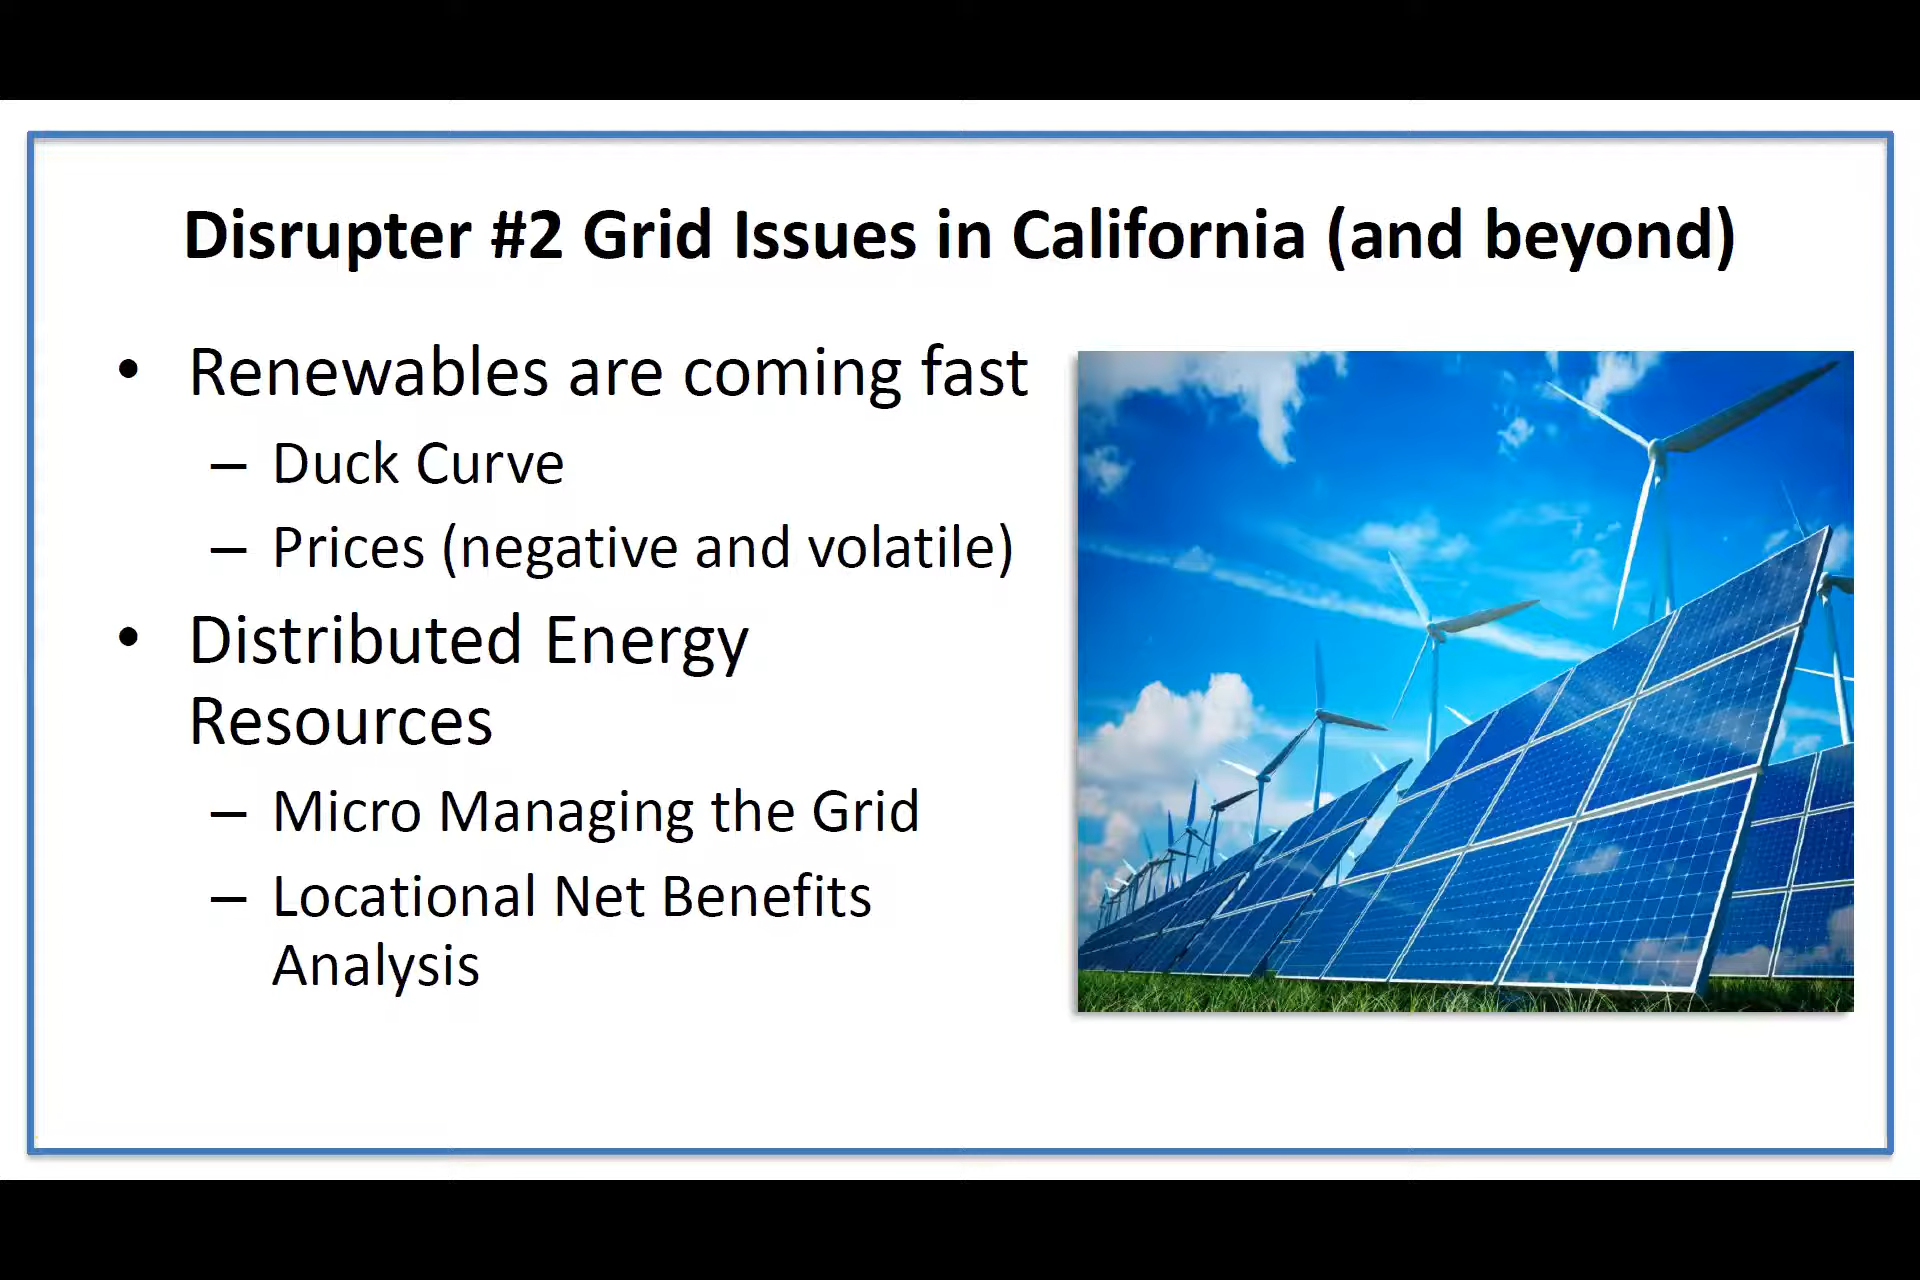 Disrupter #2 Grid Issues in California (and beyond)
• Renewables are coming fast
– Duck Curve
– Prices (negative and volatile)
• Distributed Energy
Resources
– Micro Managing the Grid
– Locational Net Benefits
Analysis